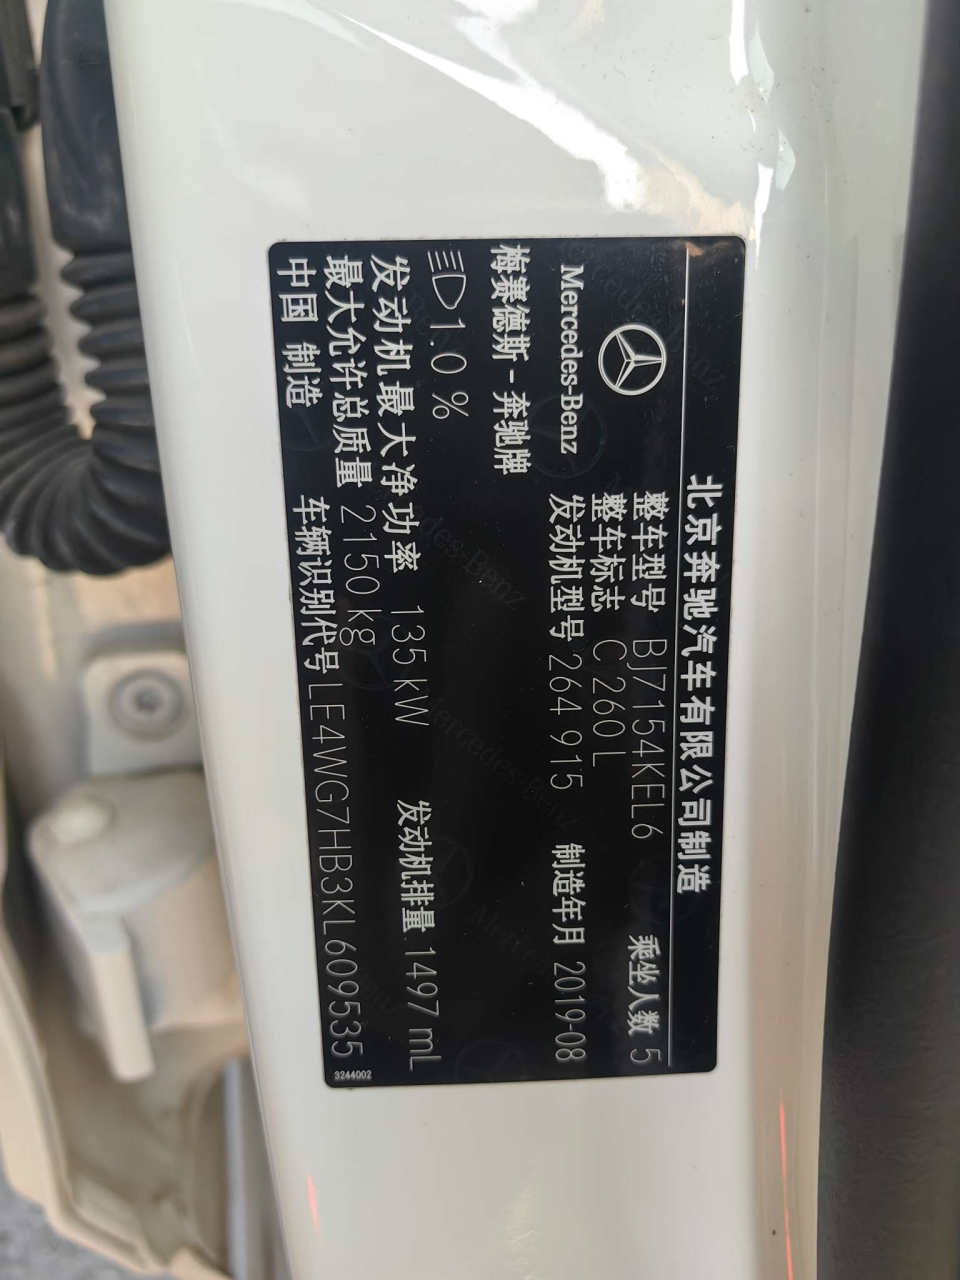 北京奔驰汽车有限公司制造
整车型号 BJ7154KEL6 乘坐人数 5
整车标志 C 260 L
Mercedes-Benz 发动机型号 264 915 制造年月 2019-08
梅赛德斯-奔驰牌
1.0 %
发动机最大净功率 135 kW 发动机排量 1497 mL
最大允许总质量 2150 kg
中国 制造 车辆识别代号 LE4WG7HB3KL609535
3244002